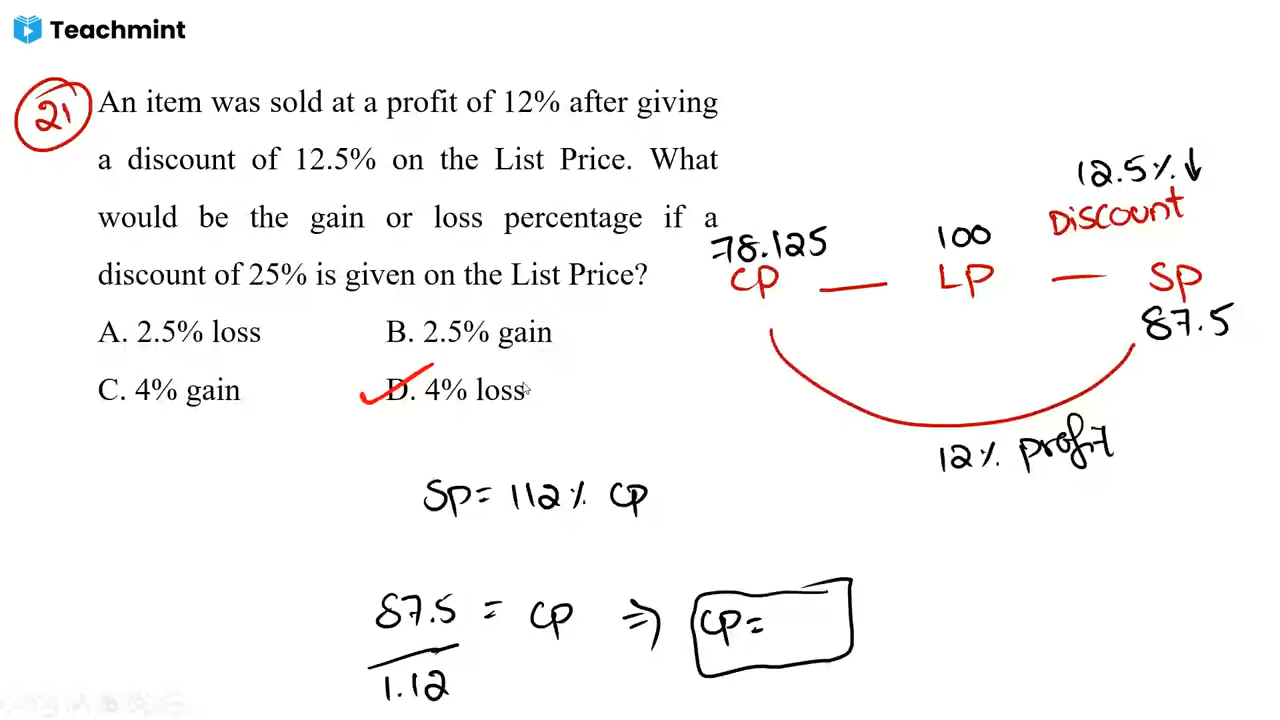 Teachmint
21
An item was sold at a profit of 12% after giving
a discount of 12.5% on the List Price. What
would be the gain or loss percentage if a
discount of 25% is given on the List Price?
A. 2.5% loss
B. 2.5% gain
C. 4% gain
D. 4% loss
12.5%↓
Discount
78.125
100
CP — LP — SP
87.5
12% profit
SP = 112% CP
87.5 = CP ⇒ CP =
1.12